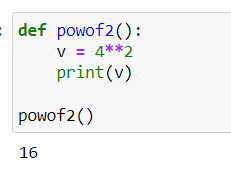 :
def powof2():
    v = 4**2
    print(v)

powof2()
16